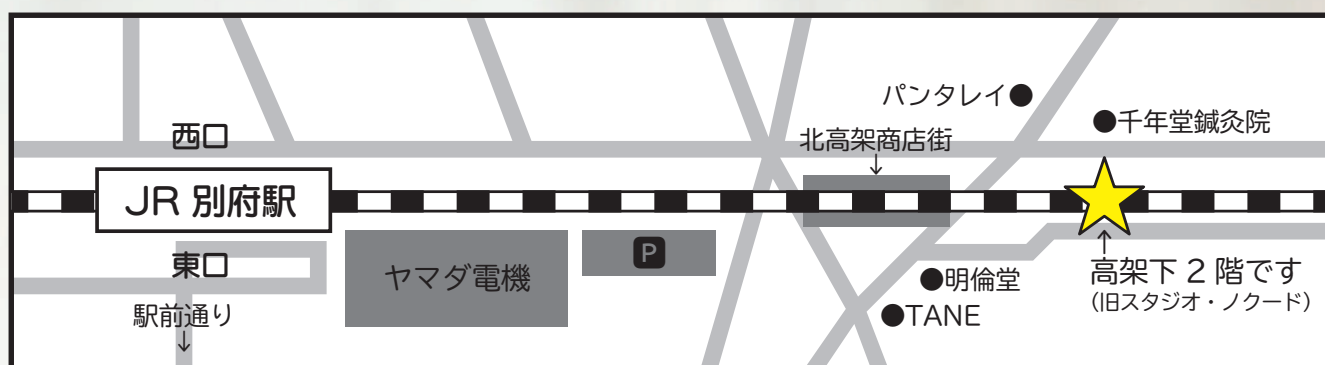 パンタレイ
千年堂鍼灸院
西口
北高架商店街
↓
JR 別府駅
P
東口
ヤマダ電機
駅前通り
↓
明倫堂
TANE
↑
高架下 2 階です
(旧スタジオ・ノクード)